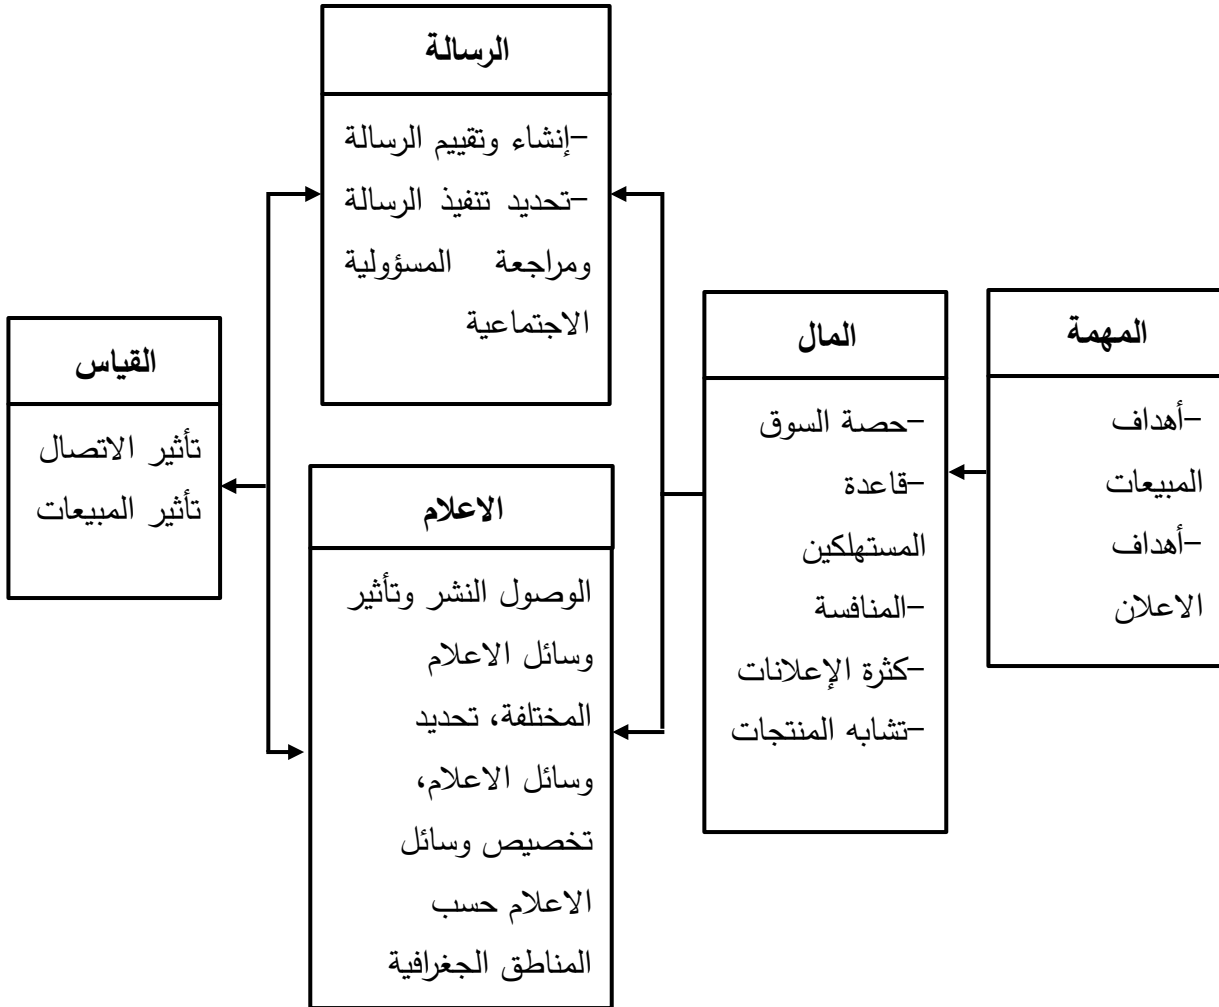 المهمة
-أهداف
المبيعات
-أهداف
الاعلان
المال
-حصة السوق
-قاعدة
المستهلكين
-المنافسة
-كثرة الإعلانات
-تشابه المنتجات
الرسالة
-إنشاء وتقييم الرسالة
-تحديد تنفيذ الرسالة
ومراجعة المسؤولية
الاجتماعية
الاعلام
الوصول النشر وتأثير
وسائل الاعلام
المختلفة، تحديد
وسائل الاعلام،
تخصيص وسائل
الاعلام حسب
المناطق الجغرافية
القياس
تأثير الاتصال
تأثير المبيعات